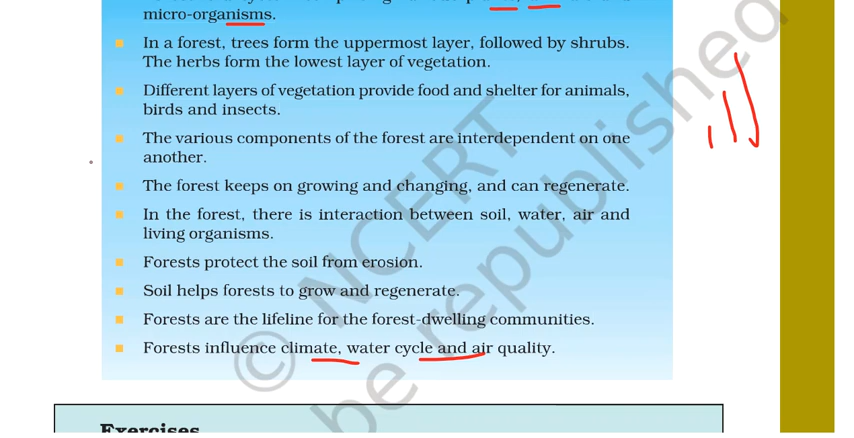 micro-organisms.
In a forest, trees form the uppermost layer, followed by shrubs.
The herbs form the lowest layer of vegetation.
Different layers of vegetation provide food and shelter for animals,
birds and insects.
The various components of the forest are interdependent on one
another.
The forest keeps on growing and changing, and can regenerate.
In the forest, there is interaction between soil, water, air and
living organisms.
Forests protect the soil from erosion.
Soil helps forests to grow and regenerate.
Forests are the lifeline for the forest-dwelling communities.
Forests influence climate, water cycle and air quality.
© NCERT
be republished
Exercises